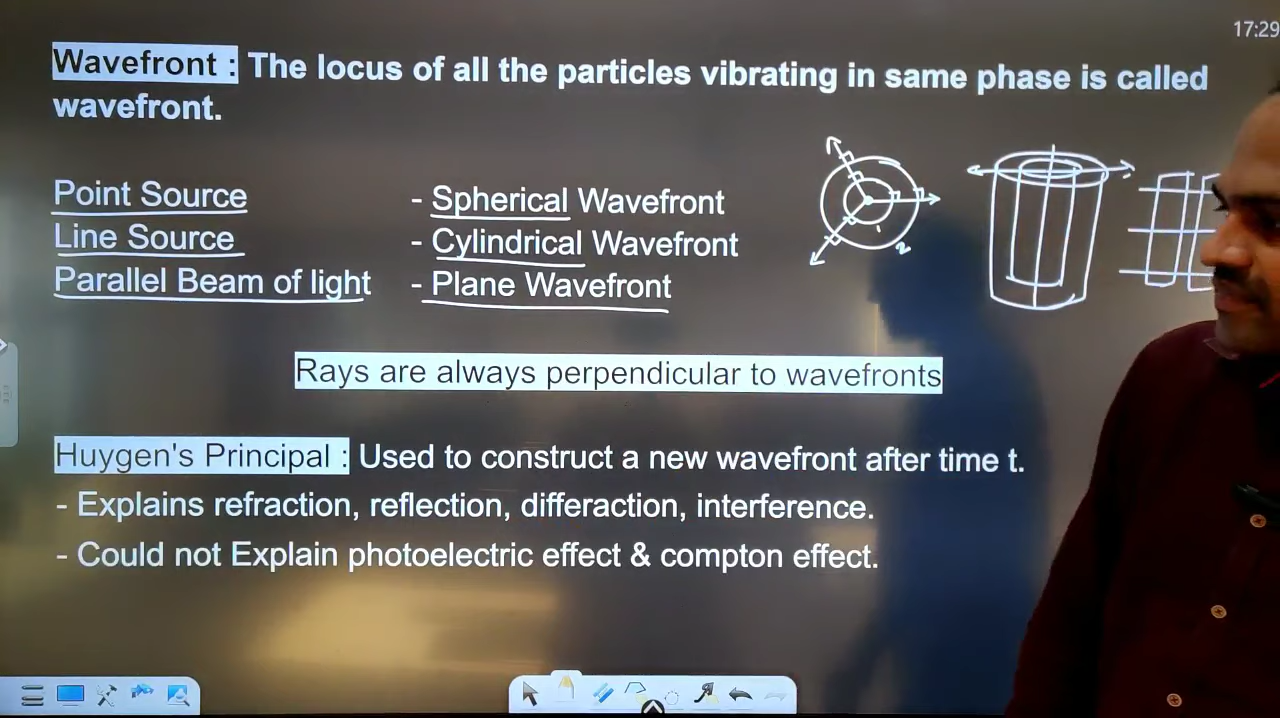 17:29
Wavefront : The locus of all the particles vibrating in same phase is called
wavefront.
Point Source - Spherical Wavefront
Line Source - Cylindrical Wavefront
Parallel Beam of light - Plane Wavefront
1
2
Rays are always perpendicular to wavefronts
Huygen's Principal : Used to construct a new wavefront after time t.
- Explains refraction, reflection, differaction, interference.
- Could not Explain photoelectric effect & compton effect.